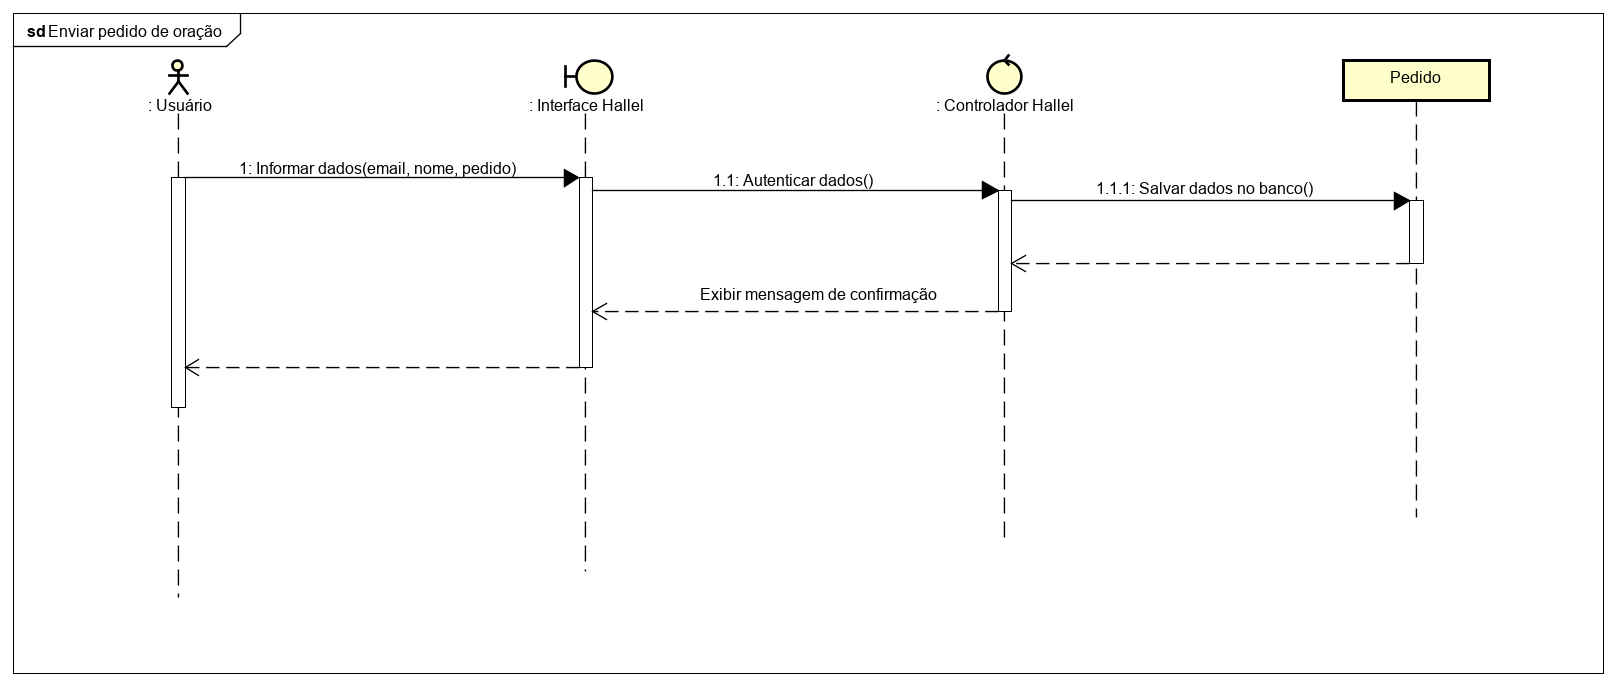 sd Enviar pedido de oração
: Usuário
: Interface Hallel
: Controlador Hallel
Pedido
1: Informar dados(email, nome, pedido)
1.1: Autenticar dados()
1.1.1: Salvar dados no banco()
Exibir mensagem de confirmação